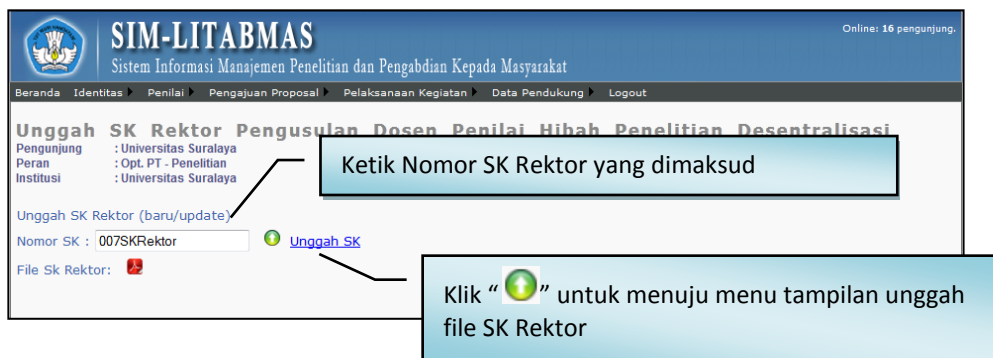 SIM-LITABMAS
Online: 16 pengunjung.
Sistem Informasi Manajemen Penelitian dan Pengabdian Kepada Masyarakat
Beranda Identitas Penilai Pengajuan Proposal Pelaksanaan Kegiatan Data Pendukung Logout
Unggah SK Rektor Pengusulan Dosen Penilai Hibah Penelitian Desentralisasi
Pengunjung : Universitas Suralaya
Peran : Opt. PT - Penelitian
Institusi : Universitas Suralaya
Ketik Nomor SK Rektor yang dimaksud
Unggah SK Rektor (baru/update)
Nomor SK : 007SKRektor Unggah SK
File Sk Rektor:
Klik “ ” untuk menuju menu tampilan unggah
file SK Rektor